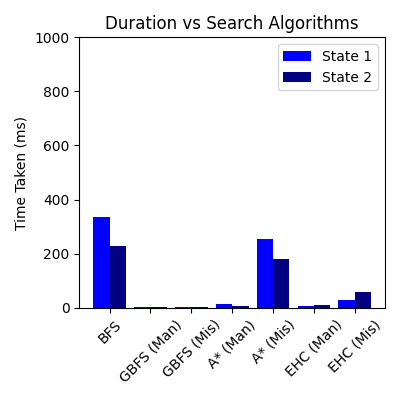 Duration vs Search Algorithms
Time Taken (ms)
1000
800
600
400
200
0
State 1
State 2
BFS
GBFS (Man)
GBFS (Mis)
A* (Man)
A* (Mis)
EHC (Man)
EHC (Mis)